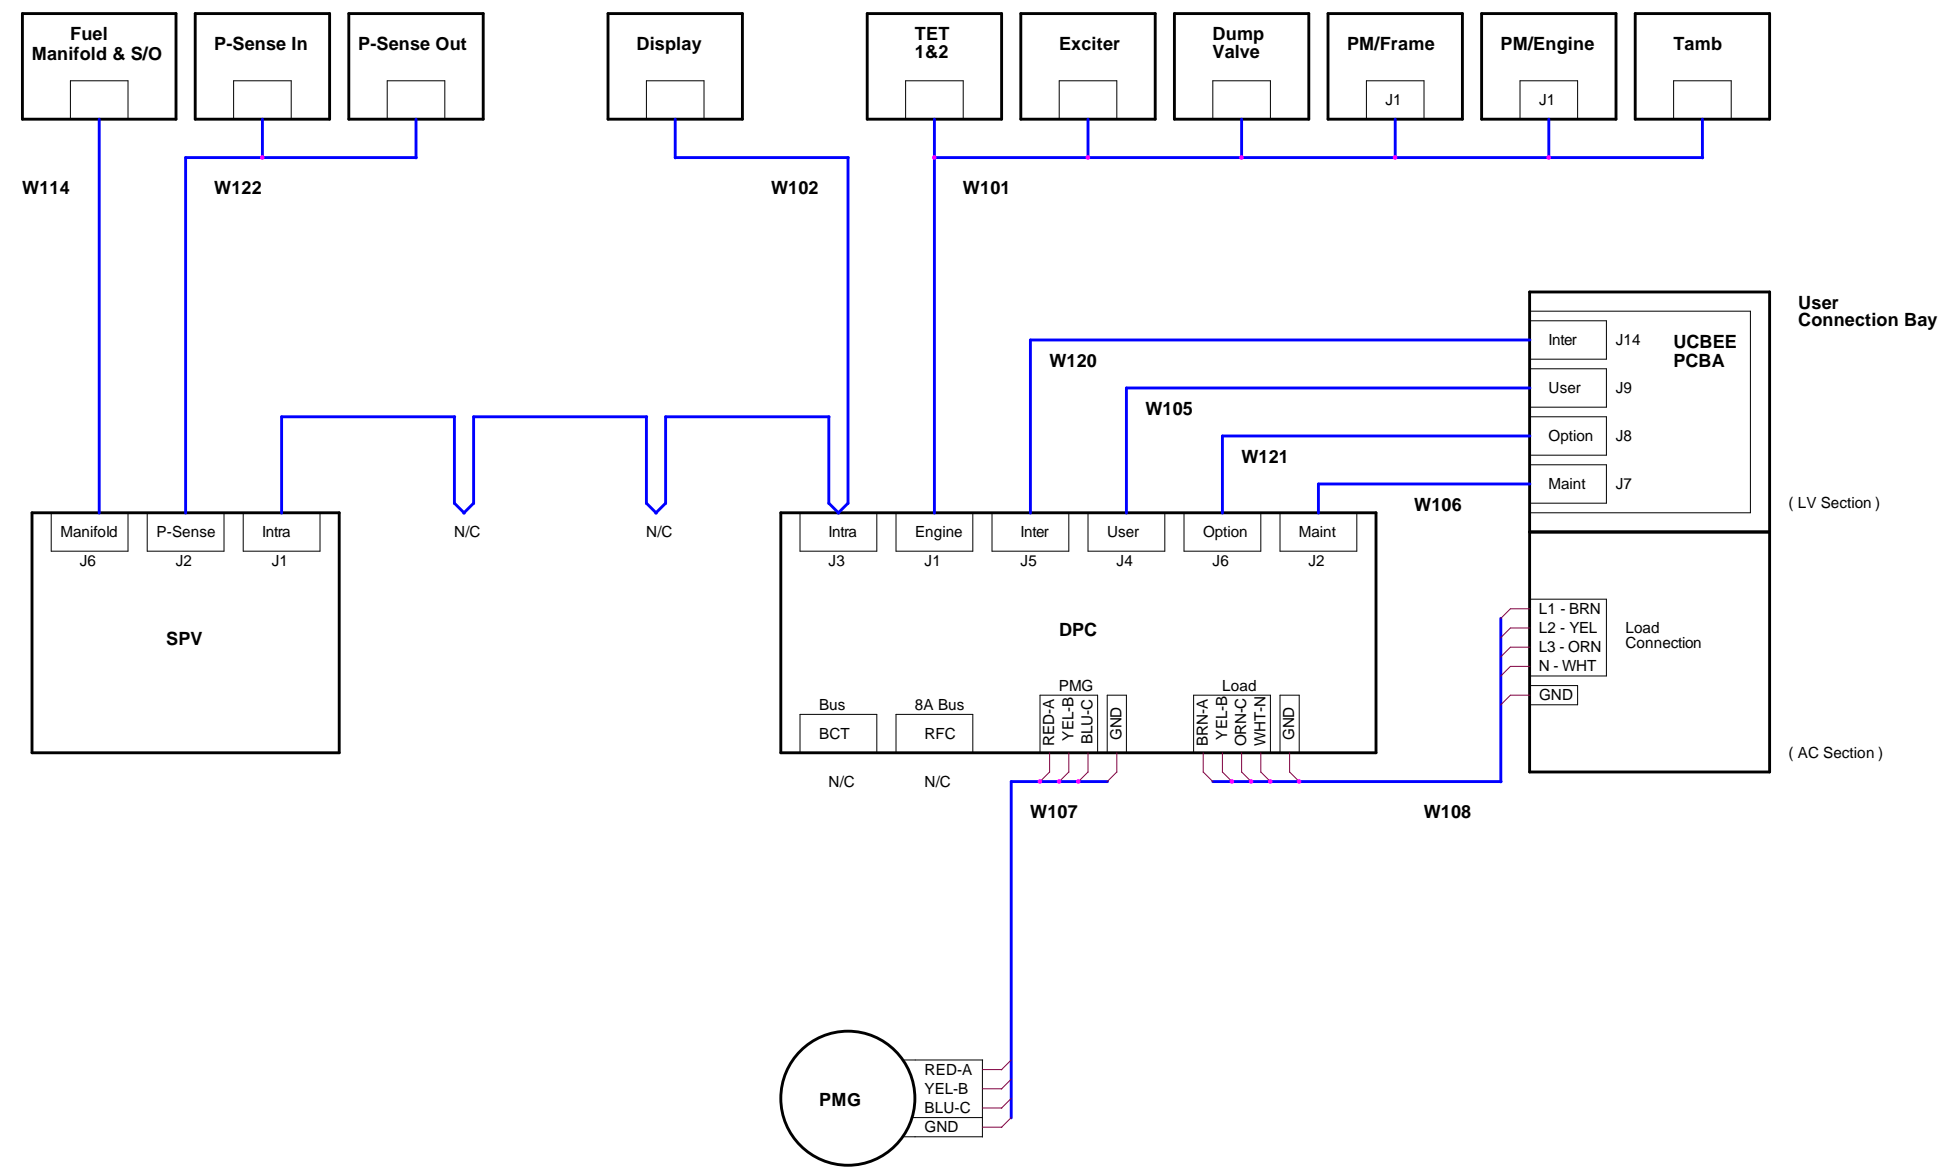 Fuel
Manifold & S/O
P-Sense In
P-Sense Out
Display
TET
1&2
Exciter
Dump
Valve
PM/Frame
J1
PM/Engine
J1
Tamb
W114
W122
W102
W101
User
Connection Bay
Inter
J14
UCBEE
PCBA
W120
User
J9
W105
Option
J8
W121
Maint
J7
W106
( LV Section )
Manifold
J6
P-Sense
J2
Intra
J1
N/C
N/C
Intra
J3
Engine
J1
Inter
J5
User
J4
Option
J6
Maint
J2
SPV
DPC
L1 - BRN
L2 - YEL
L3 - ORN
N - WHT
GND
Load
Connection
( AC Section )
Bus
BCT
N/C
8A Bus
RFC
N/C
PMG
RED-A
YEL-B
BLU-C
GND
Load
BRN-A
YEL-B
ORN-C
WHT-N
GND
W107
W108
PMG
RED-A
YEL-B
BLU-C
GND